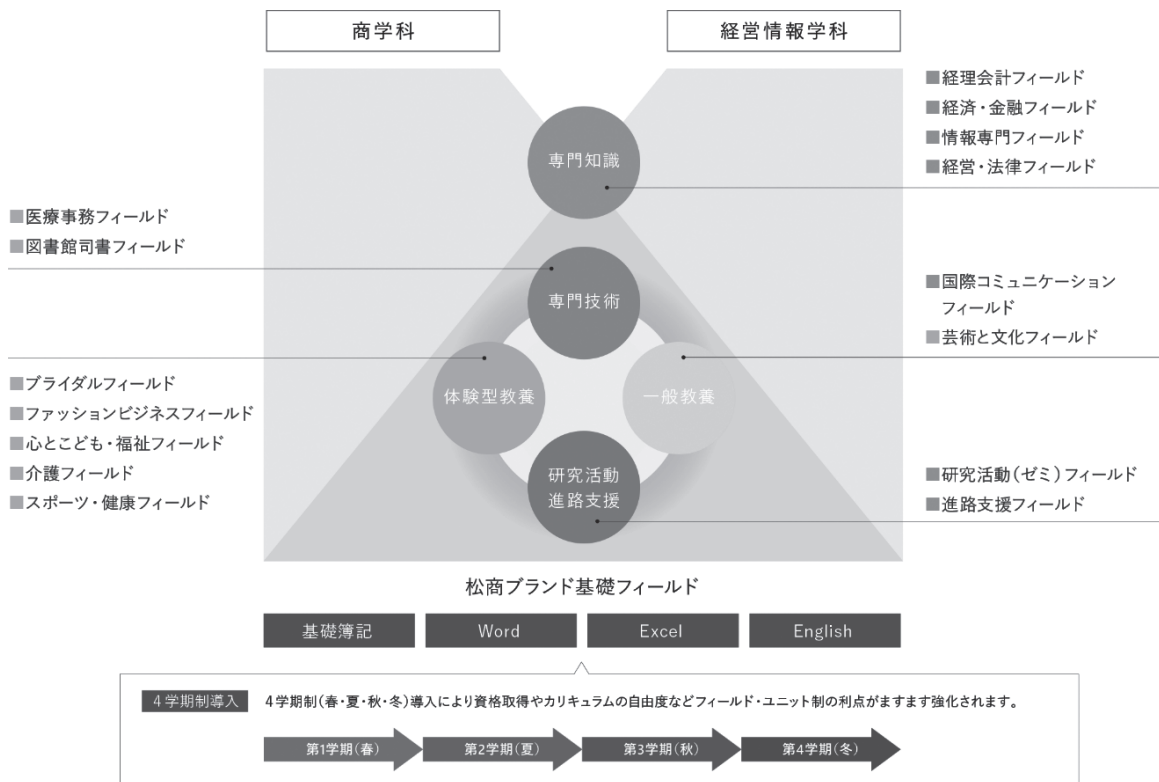 商学科
経営情報学科
専門知識
■経理会計フィールド
■経済・金融フィールド
■情報専門フィールド
■経営・法律フィールド
■医療事務フィールド
■図書館司書フィールド
専門技術
■国際コミュニケーション
フィールド
■芸術と文化フィールド
体験型教養
一般教養
■ブライダルフィールド
■ファッションビジネスフィールド
■心とこども・福祉フィールド
■介護フィールド
■スポーツ・健康フィールド
研究活動
進路支援
■研究活動（ゼミ）フィールド
■進路支援フィールド
松商ブランド基礎フィールド
基礎簿記
Word
Excel
English
4学期制導入
4学期制（春・夏・秋・冬）導入により資格取得やカリキュラムの自由度などフィールド・ユニット制の利点がますます強化されます。
第1学期（春）
第2学期（夏）
第3学期（秋）
第4学期（冬）